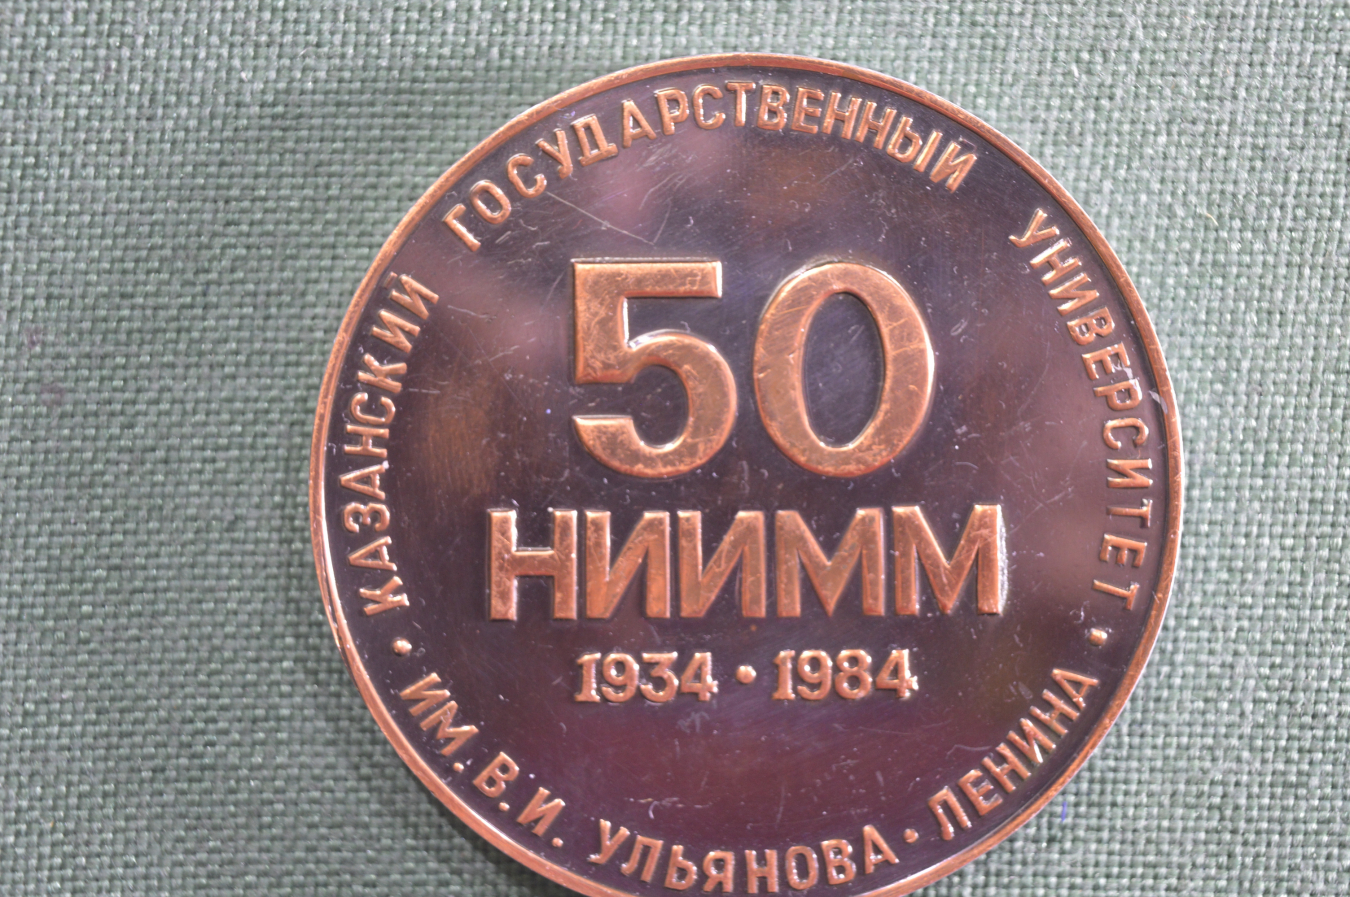 КАЗАНСКИЙ ГОСУДАРСТВЕННЫЙ УНИВЕРСИТЕТ
50
НИИММ
1934 • 1984
• ИМ. В. И. УЛЬЯНОВА • ЛЕНИНА •